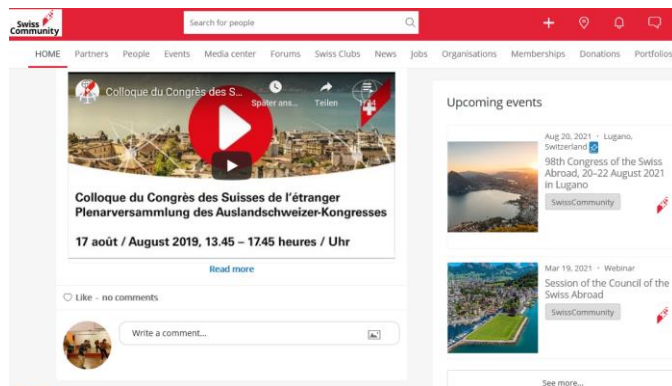 Swiss
Community
Search for people
HOME Partners People Events Media center Forums Swiss Clubs News Jobs Organisations Memberships Donations Portfolios
Colloque du Congrès des S...
Später ans...
Teilen
Colloque du Congrès des Suisses de l'étranger
Plenarversammlung des Auslandschweizer-Kongresses
17 août / August 2019, 13.45 – 17.45 heures / Uhr
Read more
Like – no comments
Write a comment...
Upcoming events
Aug 20, 2021 · Lugano,
Switzerland
98th Congress of the Swiss
Abroad, 20–22 August 2021
in Lugano
SwissCommunity
Mar 19, 2021 · Webinar
Session of the Council of the
Swiss Abroad
SwissCommunity
See more...